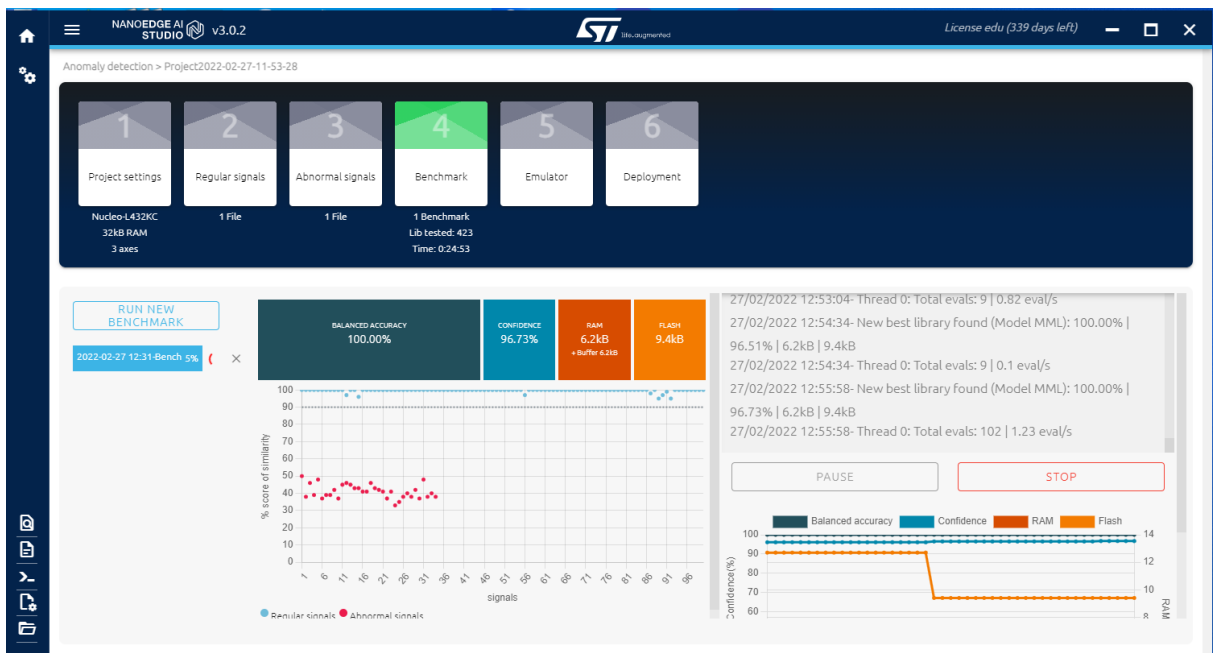 NANOEDGE AI
STUDIO
v3.0.2
ST life.augmented
License edu (339 days left)
Anomaly detection > Project2022-02-27-11-53-28
1
2
3
4
5
6
Project settings
Regular signals
Abnormal signals
Benchmark
Emulator
Deployment
Nucleo-L432KC
32kB RAM
3 axes
1 File
1 File
1 Benchmark
Lib tested: 423
Time: 0:24:53
RUN NEW
BENCHMARK
2022-02-27 12:31-Bench 5% (
BALANCED ACCURACY
100.00%
CONFIDENCE
96.73%
RAM
6.2kB
+ Buffer 6.2kB
FLASH
9.4kB
% score of similarity
100
90
80
70
60
50
40
30
20
10
0
1 6 11 16 21 26 31 36 41 46 51 56 61 66 71 76 81 86 91 96
signals
Regular signals Abnormal signals
27/02/2022 12:53:04- Thread 0: Total evals: 9 | 0.82 eval/s
27/02/2022 12:54:34- New best library found (Model MML): 100.00% |
96.51% | 6.2kB | 9.4kB
27/02/2022 12:54:34- Thread 0: Total evals: 9 | 0.1 eval/s
27/02/2022 12:55:58- New best library found (Model MML): 100.00% |
96.73% | 6.2kB | 9.4kB
27/02/2022 12:55:58- Thread 0: Total evals: 102 | 1.23 eval/s
PAUSE
STOP
Balanced accuracy Confidence RAM Flash
Confidence(%)
100
90
80
70
60
14
12
10
8
RAM